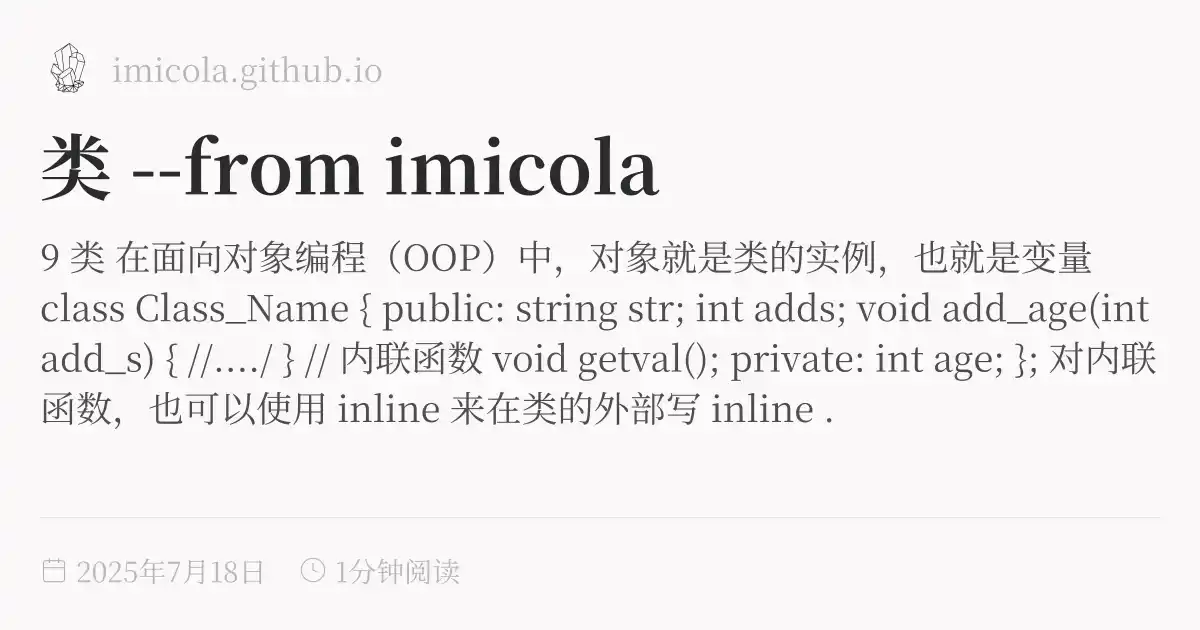 imicola.github.io
类 --from imicola
9 类 在面向对象编程（OOP）中，对象就是类的实例，也就是变量
class Class_Name { public: string str; int adds; void add_age(int
add_s) { //..../ } // 内联函数 void getval(); private: int age; }; 对内联
函数，也可以使用 inline 来在类的外部写 inline .
2025年7月18日 1分钟阅读